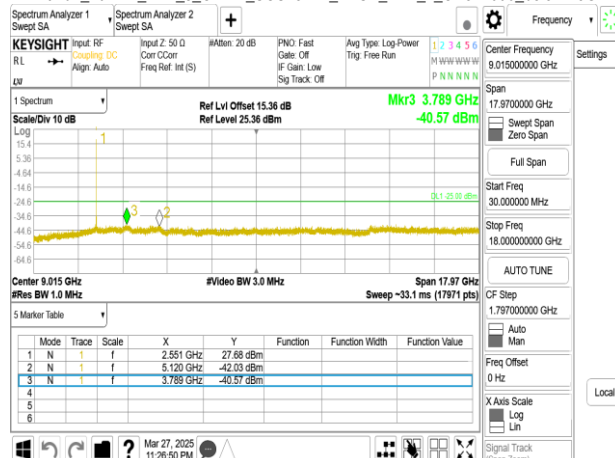 Spectrum Analyzer 1
Swept SA
Spectrum Analyzer 2
Swept SA
+
Frequency
KEYSIGHT
RL
Input: RF
Coupling: DC
Align: Auto
Input Z: 50 Ω
Corr CCorr
Freq Ref: Int (S)
#Atten: 20 dB
PNO: Fast
Gate: Off
IF Gain: Low
Sig Track: Off
Avg Type: Log-Power
Trig: Free Run
1 2 3 4 5 6
M W W W W W
P N N N N N
1 Spectrum
Scale/Div 10 dB
Ref Lvl Offset 15.36 dB
Ref Level 25.36 dBm
Mkr3 3.789 GHz
-40.57 dBm
Log
15.4
5.36
-4.64
-14.6
-24.6
-34.6
-44.6
-54.6
-64.6
1
3
2
DL1 -25.00 dBm
Center 9.015 GHz
#Res BW 1.0 MHz
#Video BW 3.0 MHz
Span 17.97 GHz
Sweep ~33.1 ms (17971 pts)
5 Marker Table
Mode Trace Scale X Y Function Function Width Function Value
1 N 1 f 2.551 GHz 27.68 dBm
2 N 1 f 5.120 GHz -42.03 dBm
3 N 1 f 3.789 GHz -40.57 dBm
4
5
6
Mar 27, 2025
11:26:50 PM
Center Frequency
9.015000000 GHz
Span
17.9700000 GHz
Swept Span
Zero Span
Full Span
Start Freq
30.000000 MHz
Stop Freq
18.000000000 GHz
AUTO TUNE
CF Step
1.797000000 GHz
Auto
Man
Freq Offset
0 Hz
X Axis Scale
Log
Lin
Signal Track
Settings
Local